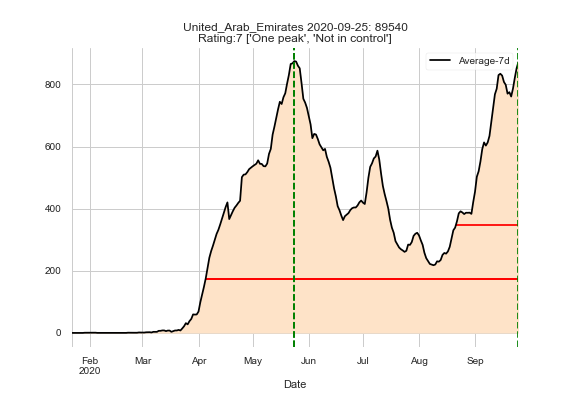 United_Arab_Emirates 2020-09-25: 89540
Rating:7 ['One peak', 'Not in control']
Average-7d
800
600
400
200
0
Feb Mar Apr May Jun Jul Aug Sep
2020
Date